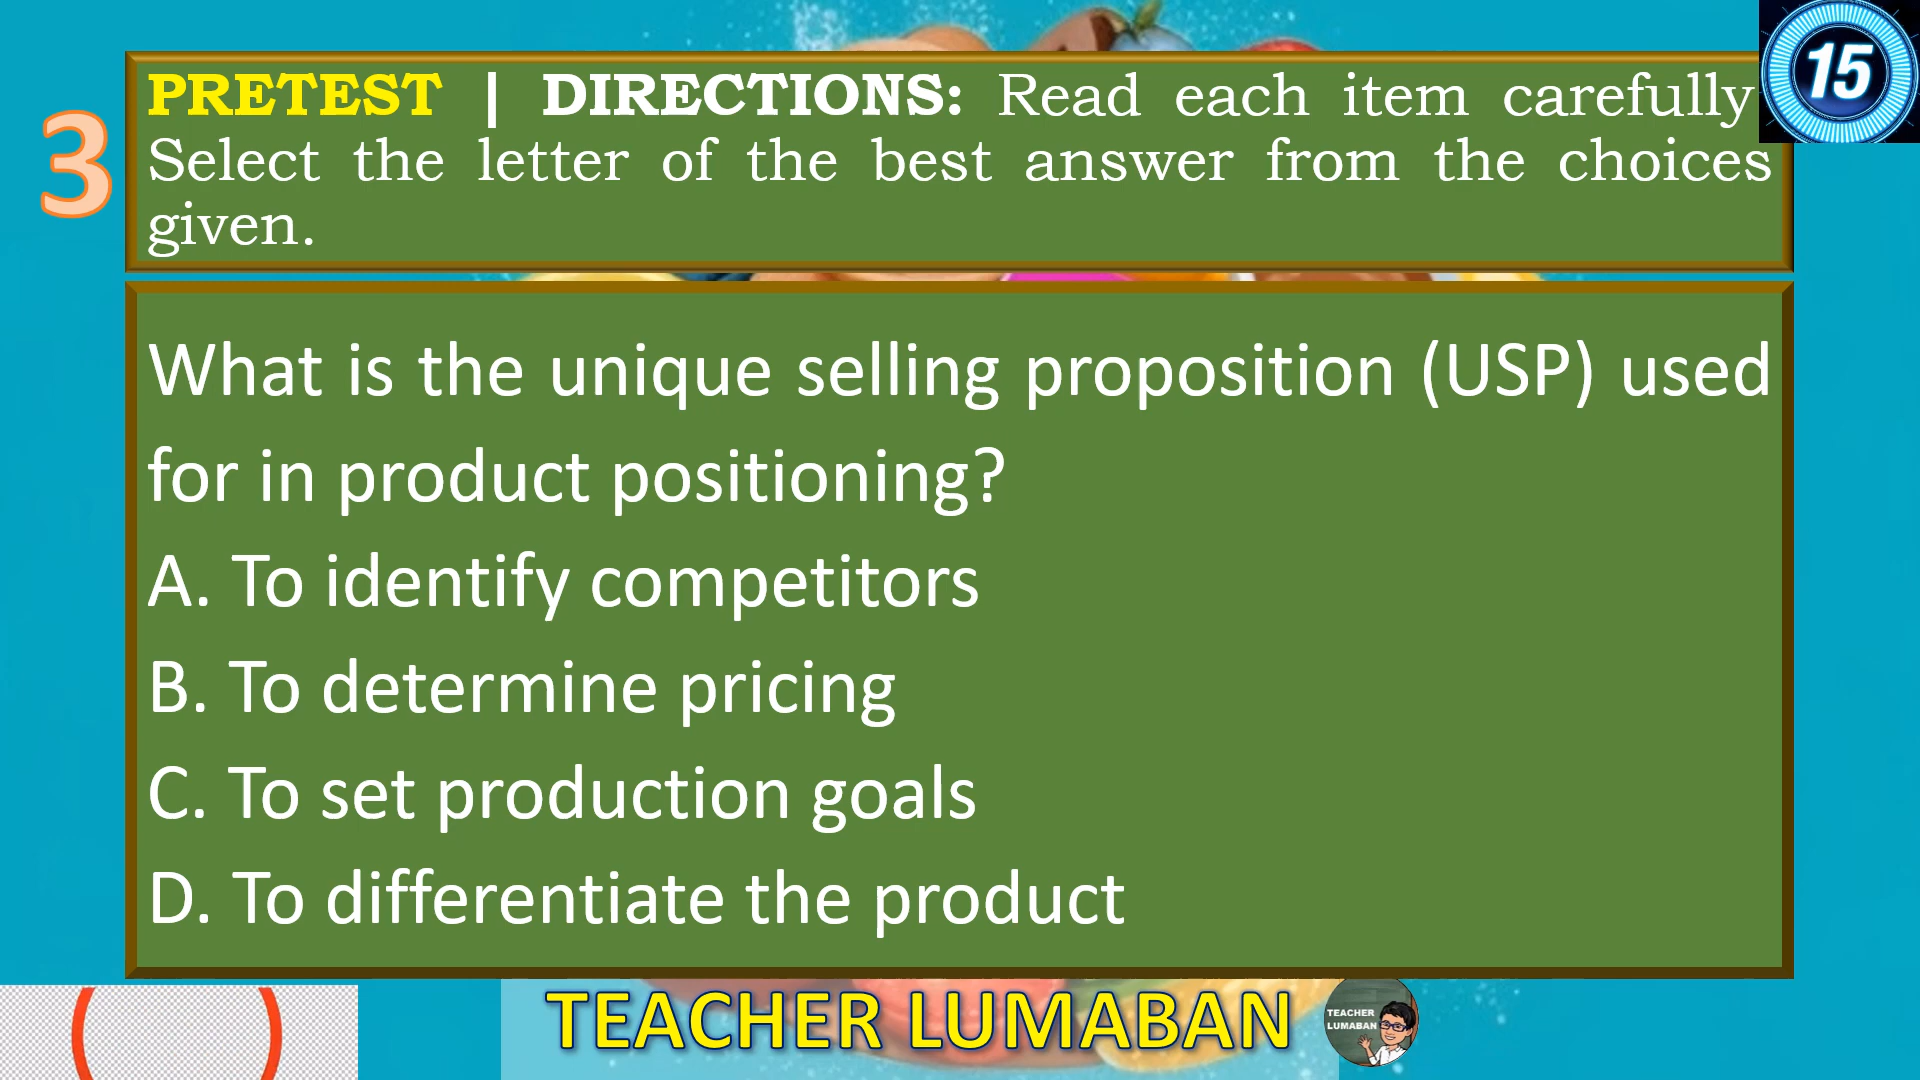 15
3
PRETEST | DIRECTIONS: Read each item carefully
Select the letter of the best answer from the choices
given.
What is the unique selling proposition (USP) used
for in product positioning?
A. To identify competitors
B. To determine pricing
C. To set production goals
D. To differentiate the product
TEACHER LUMABAN
TEACHER
LUMABAN